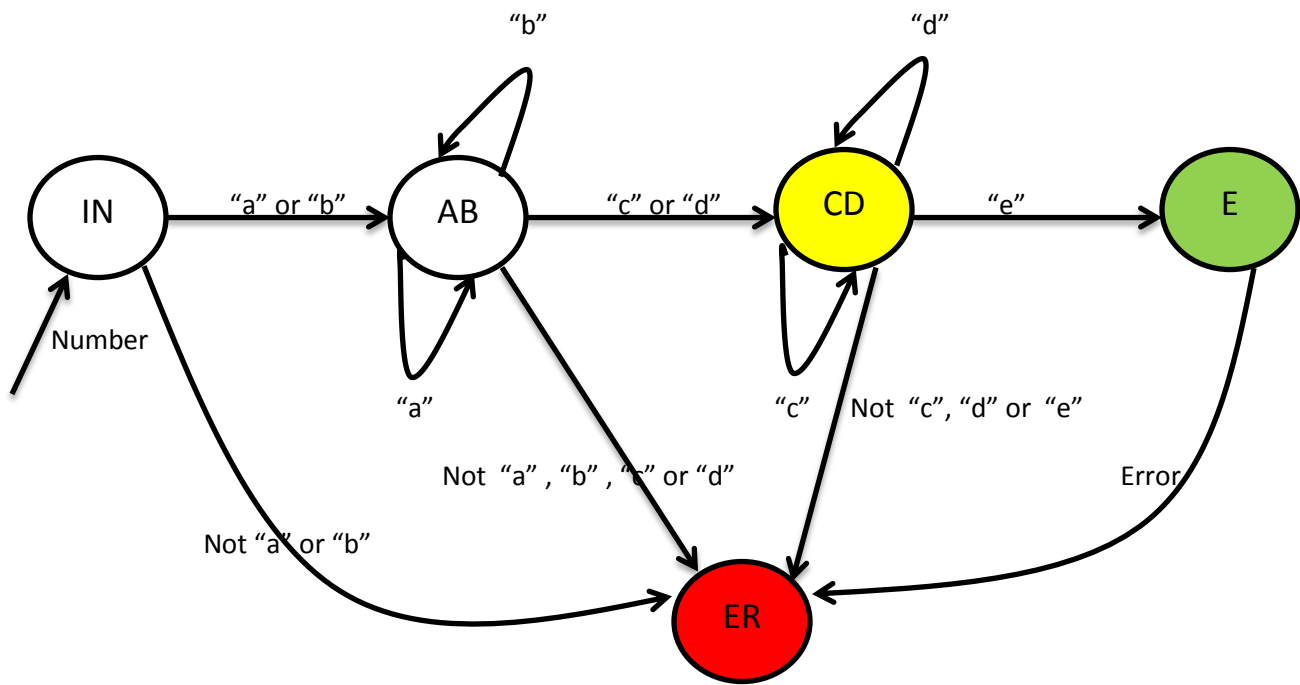 “b”
“d”
IN
“a” or “b”
AB
“c” or “d”
CD
“e”
E
Number
“a”
“c”
Not “c”, “d” or “e”
Not “a” , “b” , “c” or “d”
Error
Not “a” or “b”
ER